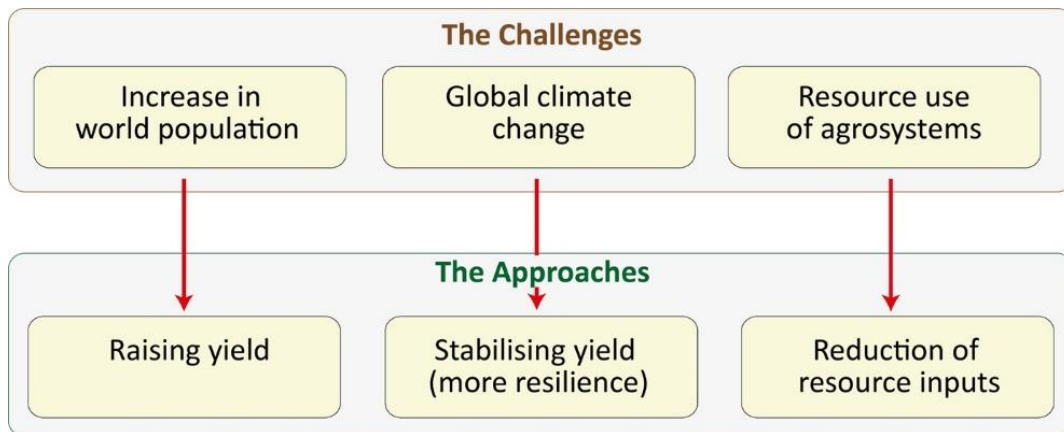 The Challenges
Increase in
world population
Global climate
change
Resource use
of agrosystems
The Approaches
Raising yield
Stabilising yield
(more resilience)
Reduction of
resource inputs